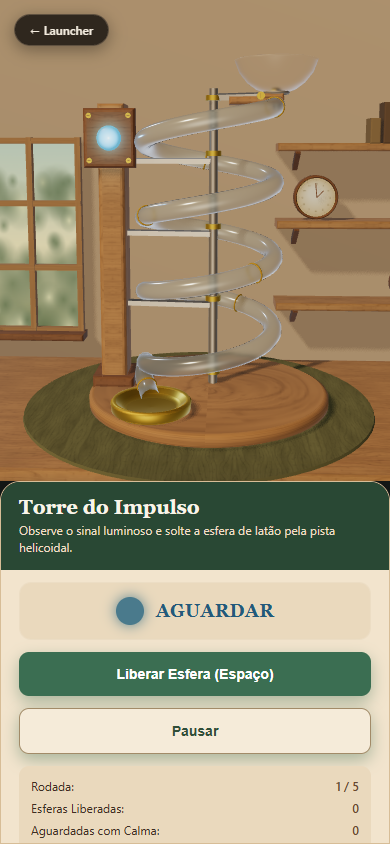 ← Launcher
Torre do Impulso
Observe o sinal luminoso e solte a esfera de latão pela pista
helicoidal.
AGUARDAR
Liberar Esfera (Espaço)
Pausar
Rodada: 1 / 5
Esferas Liberadas: 0
Aguardadas com Calma: 0